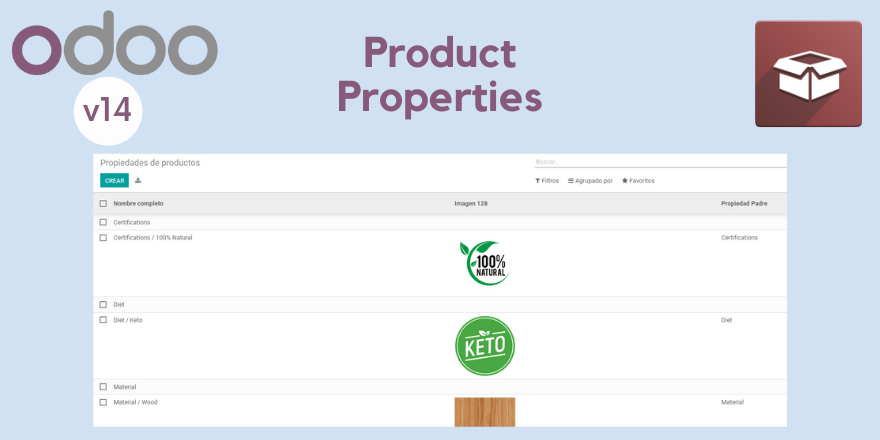 odoo
v14
Product
Properties
Propiedades de productos
Buscar...
CREAR
Filtros Agrupado por Favoritos
Nombre completo Imagen 128 Propiedad Padre
Certifications
Certifications / 100% Natural Certifications
100%
NATURAL
Diet
Diet / Keto Diet
KETO
Material
Material / Wood Material